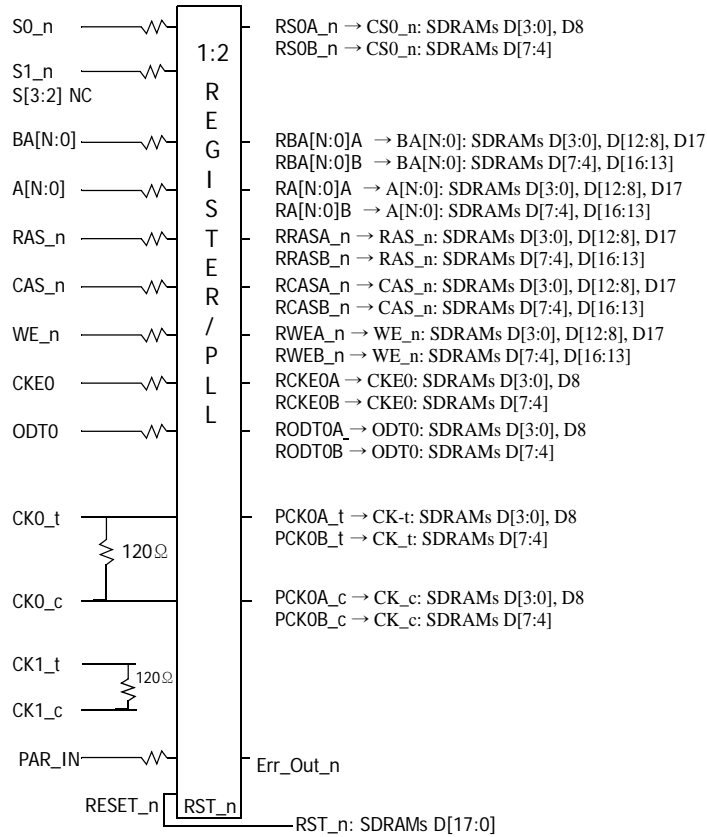 S0_n
RS0A_n → CS0_n: SDRAMs D[3:0], D8
1:2
RS0B_n → CS0_n: SDRAMs D[7:4]
S1_n
S[3:2] NC
REGISTER/PLL
BA[N:0]
RBA[N:0]A → BA[N:0]: SDRAMs D[3:0], D[12:8], D17
RBA[N:0]B → BA[N:0]: SDRAMs D[7:4], D[16:13]
A[N:0]
RA[N:0]A → A[N:0]: SDRAMs D[3:0], D[12:8], D17
RA[N:0]B → A[N:0]: SDRAMs D[7:4], D[16:13]
RAS_n
RRASA_n → RAS_n: SDRAMs D[3:0], D[12:8], D17
RRASB_n → RAS_n: SDRAMs D[7:4], D[16:13]
CAS_n
RCASA_n → CAS_n: SDRAMs D[3:0], D[12:8], D17
RCASB_n → CAS_n: SDRAMs D[7:4], D[16:13]
WE_n
RWEA_n → WE_n: SDRAMs D[3:0], D[12:8], D17
RWEB_n → WE_n: SDRAMs D[7:4], D[16:13]
CKE0
RCKE0A → CKE0: SDRAMs D[3:0], D8
RCKE0B → CKE0: SDRAMs D[7:4]
ODT0
RODT0A_→ ODT0: SDRAMs D[3:0], D8
RODT0B → ODT0: SDRAMs D[7:4]
CK0_t
PCK0A_t → CK-t: SDRAMs D[3:0], D8
PCK0B_t → CK_t: SDRAMs D[7:4]
120Ω
CK0_c
PCK0A_c → CK_c: SDRAMs D[3:0], D8
PCK0B_c → CK_c: SDRAMs D[7:4]
CK1_t
120Ω
CK1_c
PAR_IN
Err_Out_n
RESET_n
RST_n
RST_n: SDRAMs D[17:0]